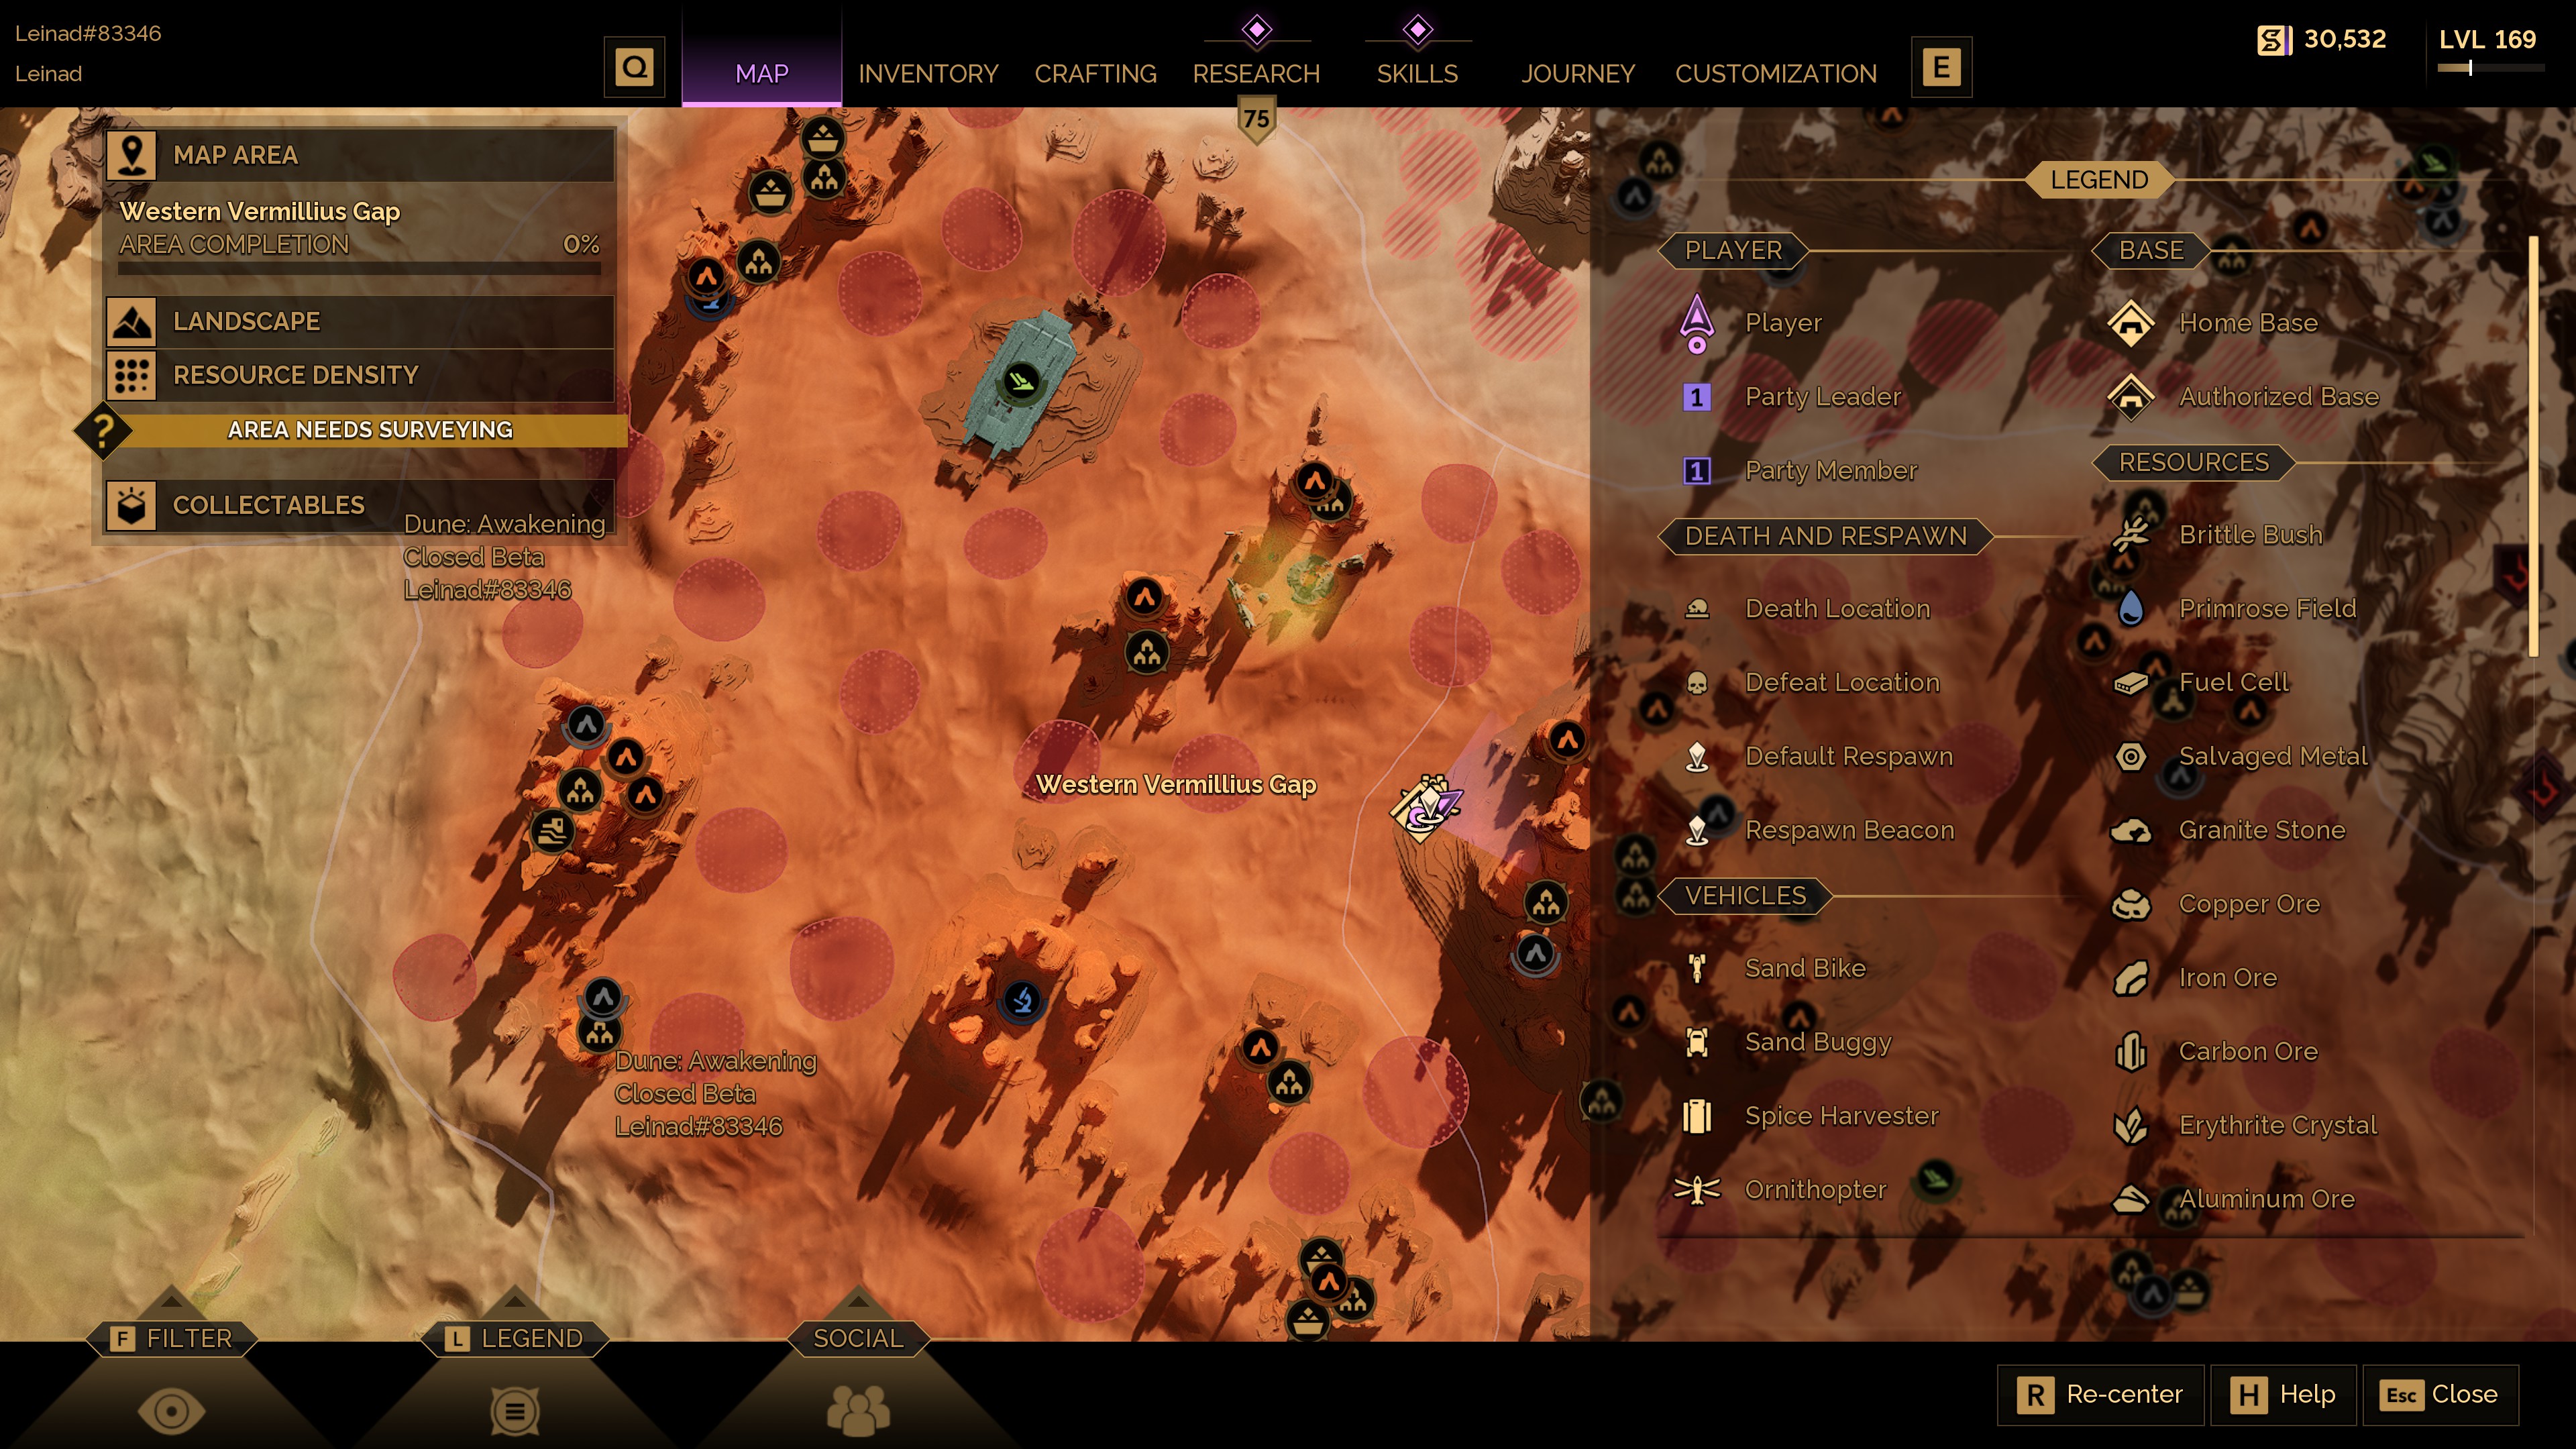 Leinad#83346
Leinad
Q
MAP
INVENTORY
CRAFTING
RESEARCH
SKILLS
JOURNEY
CUSTOMIZATION
E
S 30,532
LVL 169
75
MAP AREA
Western Vermillius Gap
AREA COMPLETION 0%
LANDSCAPE
RESOURCE DENSITY
? AREA NEEDS SURVEYING
COLLECTABLES
Dune: Awakening
Closed Beta
Leinad#83346
Western Vermillius Gap
Dune: Awakening
Closed Beta
Leinad#83346
LEGEND
PLAYER
Player
1 Party Leader
1 Party Member
DEATH AND RESPAWN
Death Location
Defeat Location
Default Respawn
Respawn Beacon
VEHICLES
Sand Bike
Sand Buggy
Spice Harvester
Ornithopter
BASE
Home Base
Authorized Base
RESOURCES
Brittle Bush
Primrose Field
Fuel Cell
Salvaged Metal
Granite Stone
Copper Ore
Iron Ore
Carbon Ore
Erythrite Crystal
Aluminum Ore
F FILTER
L LEGEND
SOCIAL
R Re-center
H Help
Esc Close